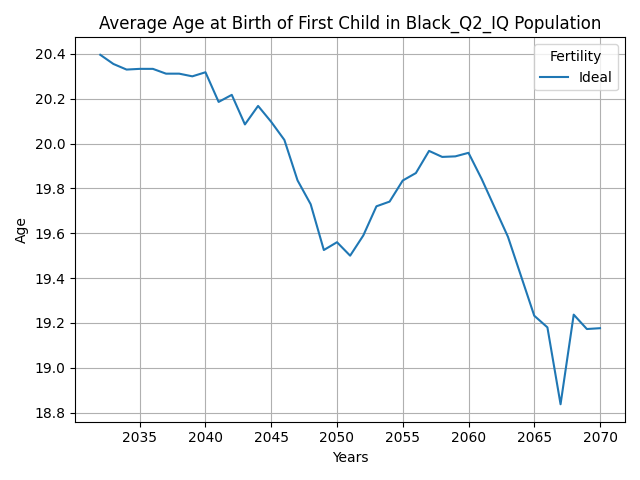 Average Age at Birth of First Child in Black_Q2_IQ Population
Fertility
Ideal
Age
20.4
20.2
20.0
19.8
19.6
19.4
19.2
19.0
18.8
2035 2040 2045 2050 2055 2060 2065 2070
Years